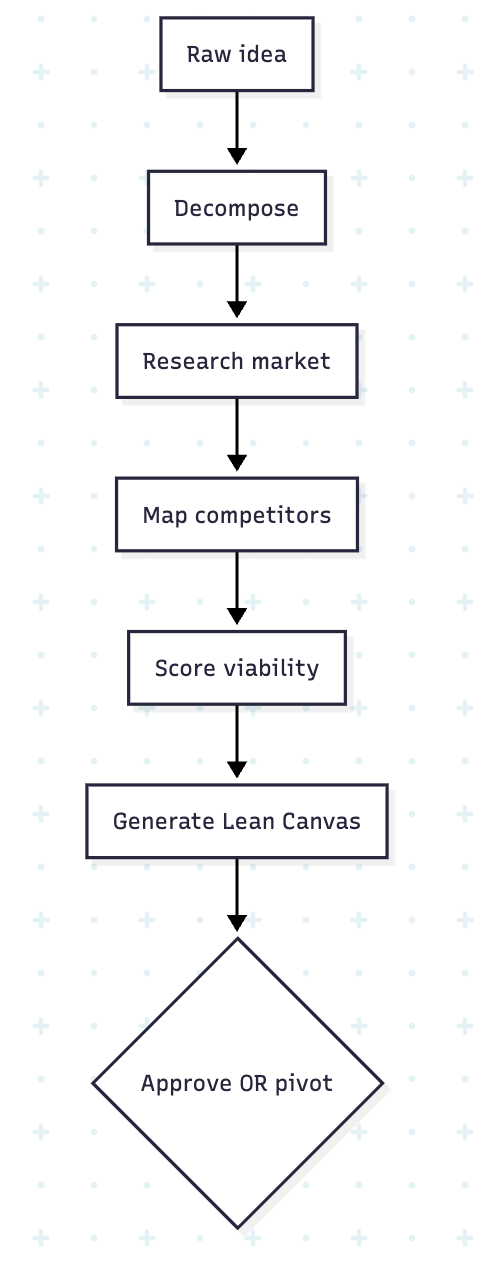 Raw idea
Decompose
Research market
Map competitors
Score viability
Generate Lean Canvas
Approve OR pivot